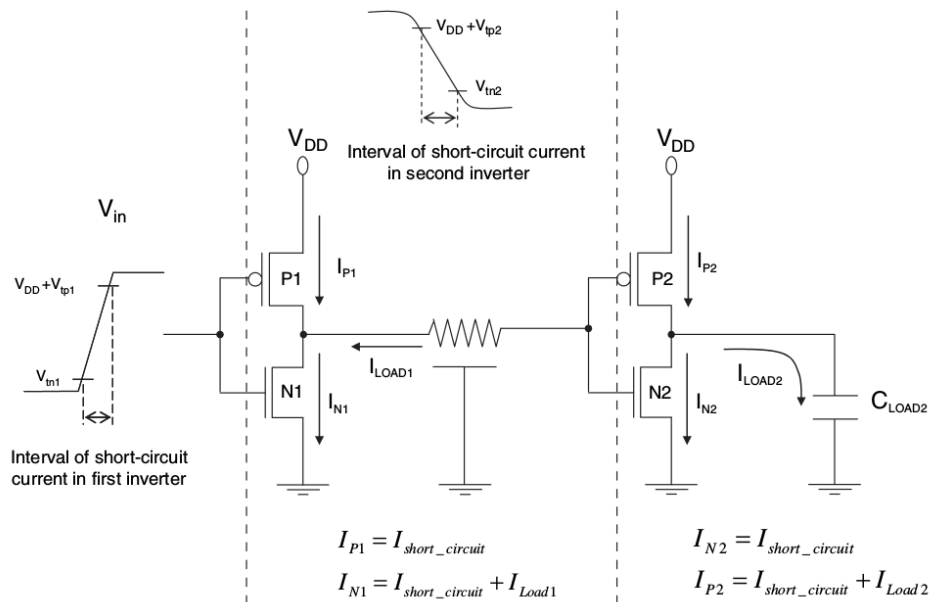 V_DD + V_tp2
V_tn2
V_DD
Interval of short-circuit current
in second inverter
V_DD
V_in
V_DD + V_tp1
V_tn1
Interval of short-circuit
current in first inverter
P1
I_P1
I_LOAD1
N1
I_N1
P2
I_P2
I_LOAD2
N2
I_N2
C_LOAD2
I_P1 = I_short_circuit
I_N1 = I_short_circuit + I_Load1
I_N2 = I_short_circuit
I_P2 = I_short_circuit + I_Load2